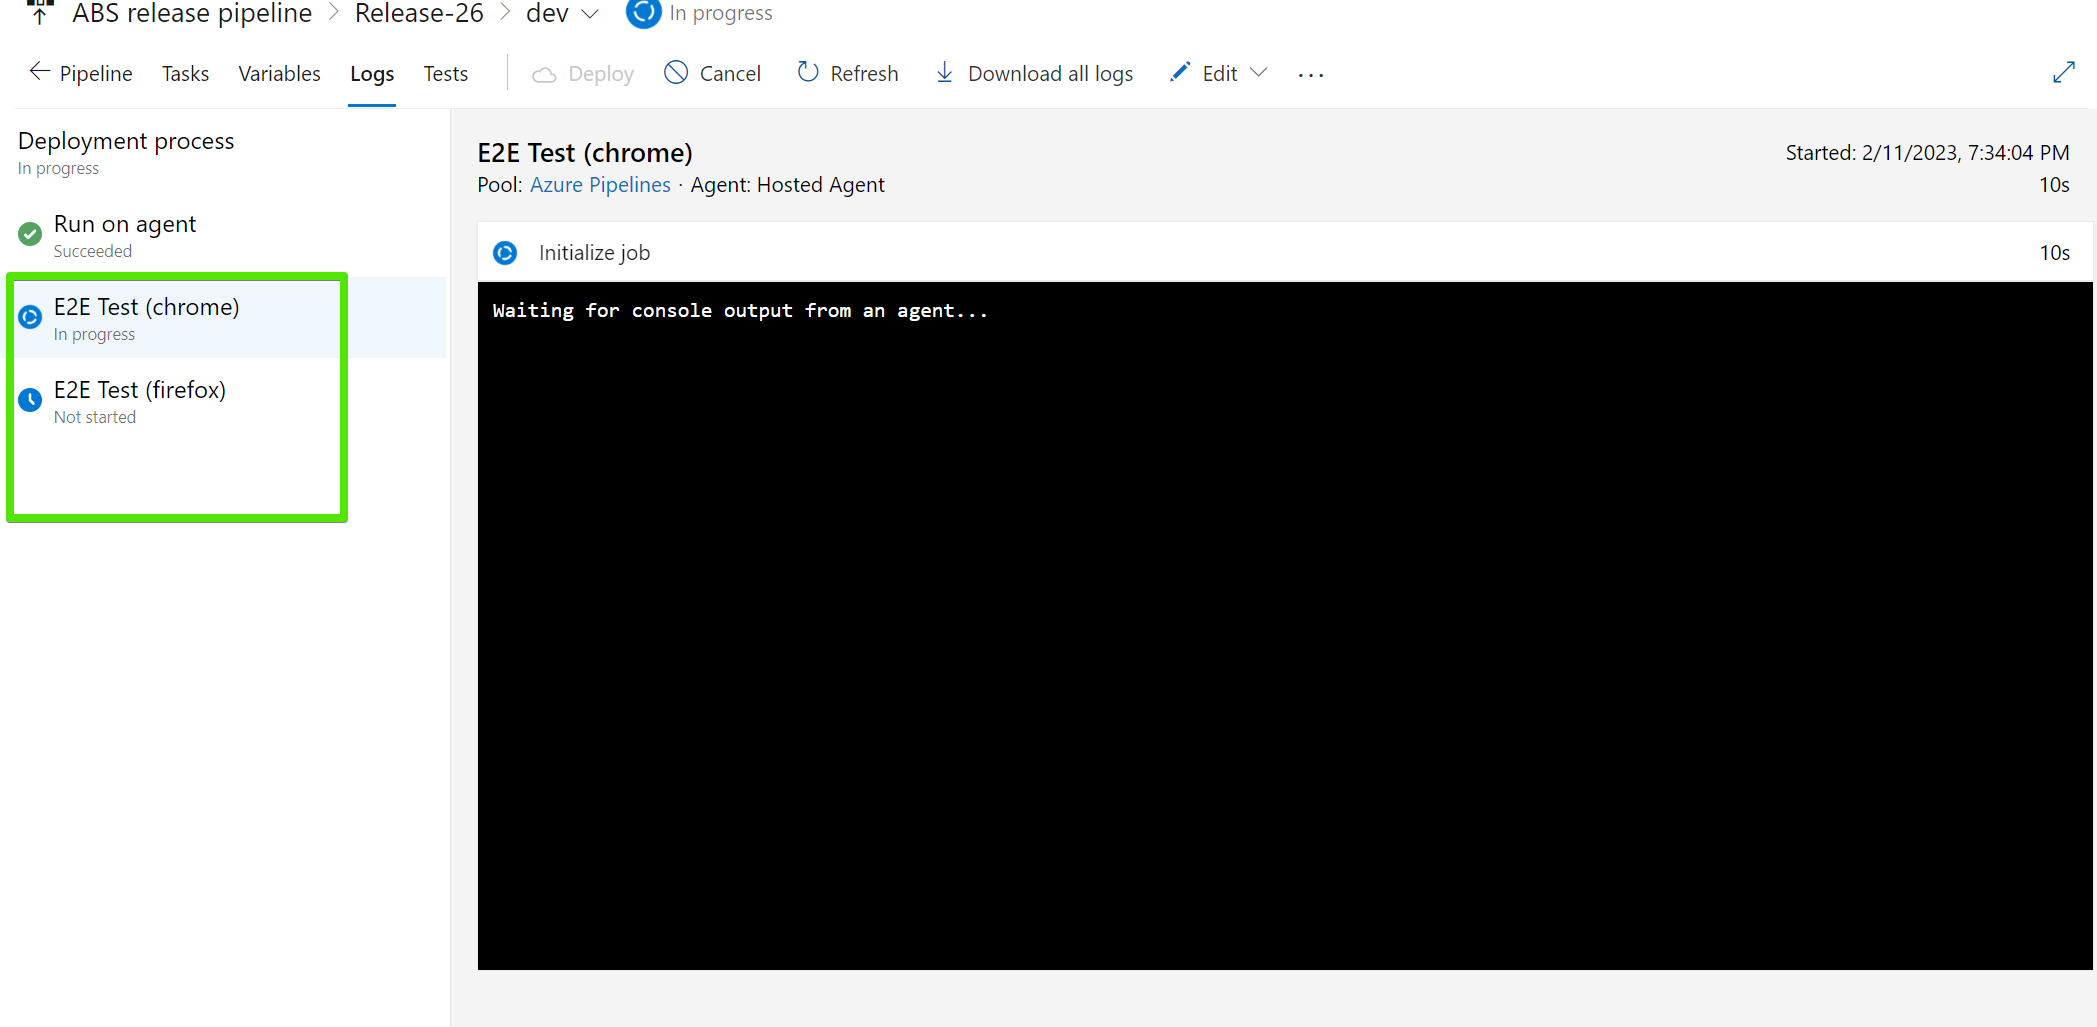 ABS release pipeline > Release-26 > dev In progress
Pipeline Tasks Variables Logs Tests Deploy Cancel Refresh Download all logs Edit ...
Deployment process
In progress
Run on agent
Succeeded
E2E Test (chrome)
In progress
E2E Test (firefox)
Not started
E2E Test (chrome) Started: 2/11/2023, 7:34:04 PM
Pool: Azure Pipelines · Agent: Hosted Agent 10s
Initialize job 10s
Waiting for console output from an agent...